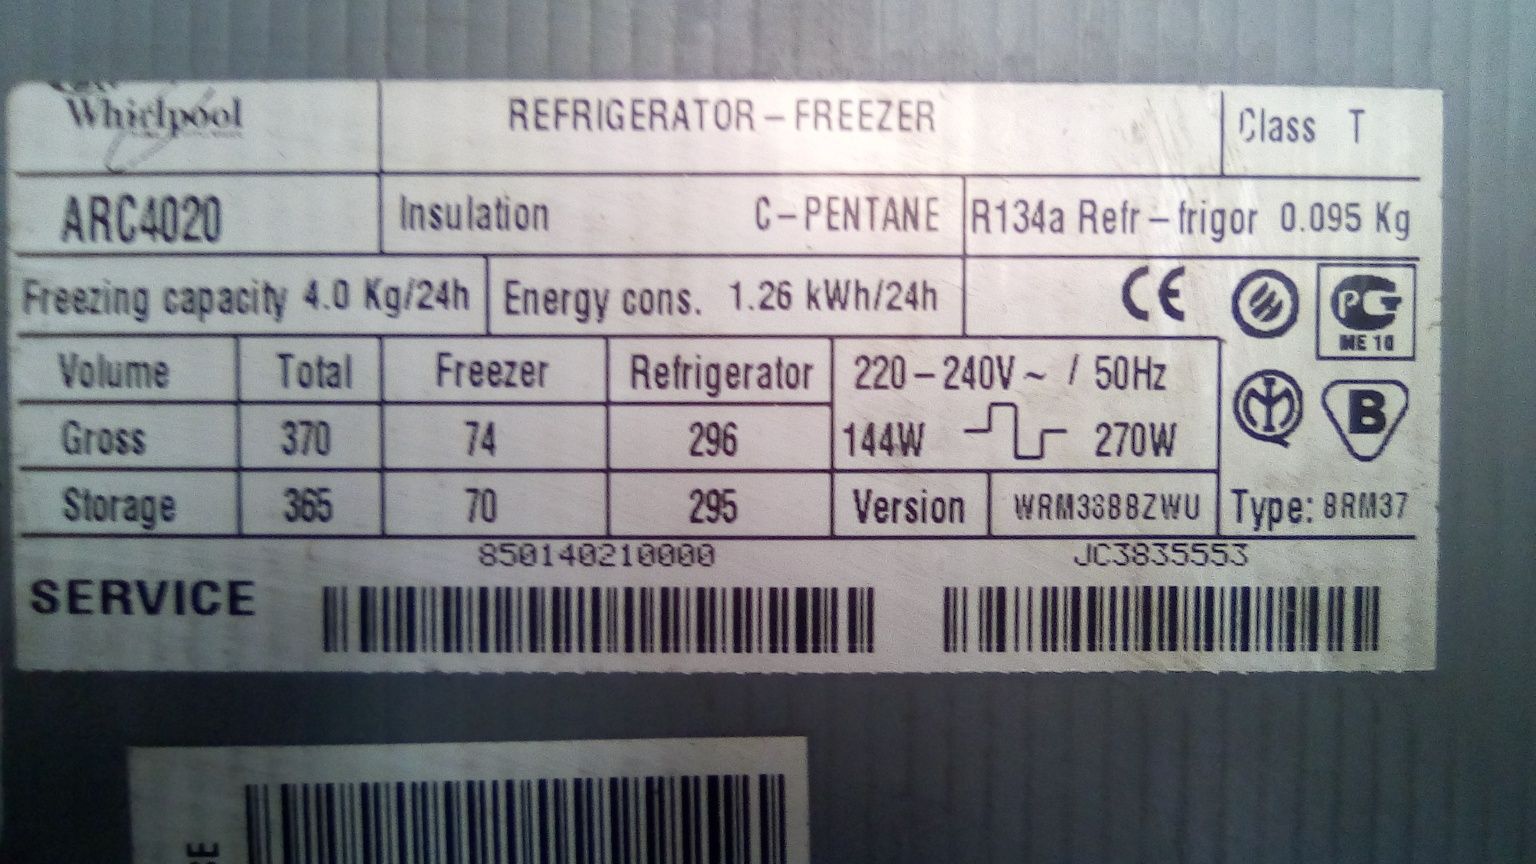 Whirlpool REFRIGERATOR – FREEZER Class T
ARC4020 Insulation C–PENTANE R134a Refr – frigor 0.095 Kg
Freezing capacity 4.0 Kg/24h Energy cons. 1.26 kWh/24h CE PG
ME 10
Volume Total Freezer Refrigerator 220 – 240V ~ / 50Hz
B
Gross 370 74 296 144W 270W
Storage 365 70 295 Version Type: 8RM37
850140210000 JC3835553
SERVICE